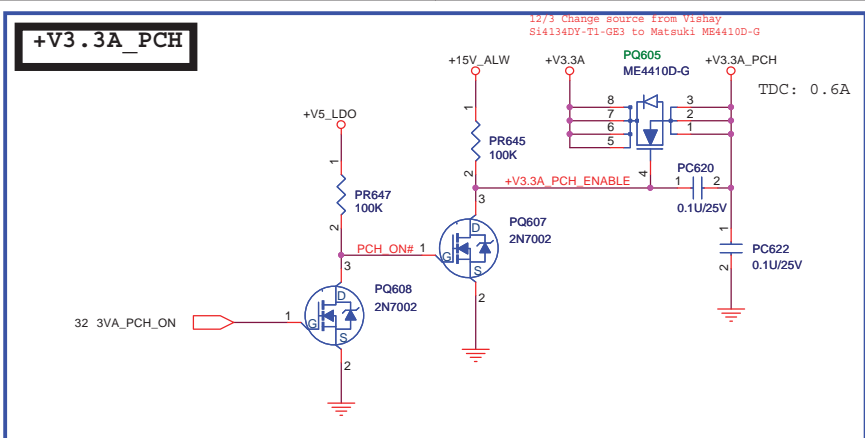 12/3 Change source from Vishay
Si4134DY-T1-GE3 to Matsuki ME4410D-G
+V3.3A_PCH
+15V_ALW
+V3.3A
PQ605
ME4410D-G
+V3.3A_PCH
TDC: 0.6A
8
7
6
5
3
2
1
4
+V5_LDO
1
PR645
100K
2
1
PR647
100K
2
+V3.3A_PCH_ENABLE
PC620
1
2
0.1U/25V
3
D
PQ607
2N7002
PCH_ON#
1
G
S
2
1
PC622
0.1U/25V
2
3
D
PQ608
2N7002
32 3VA_PCH_ON
1
G
S
2